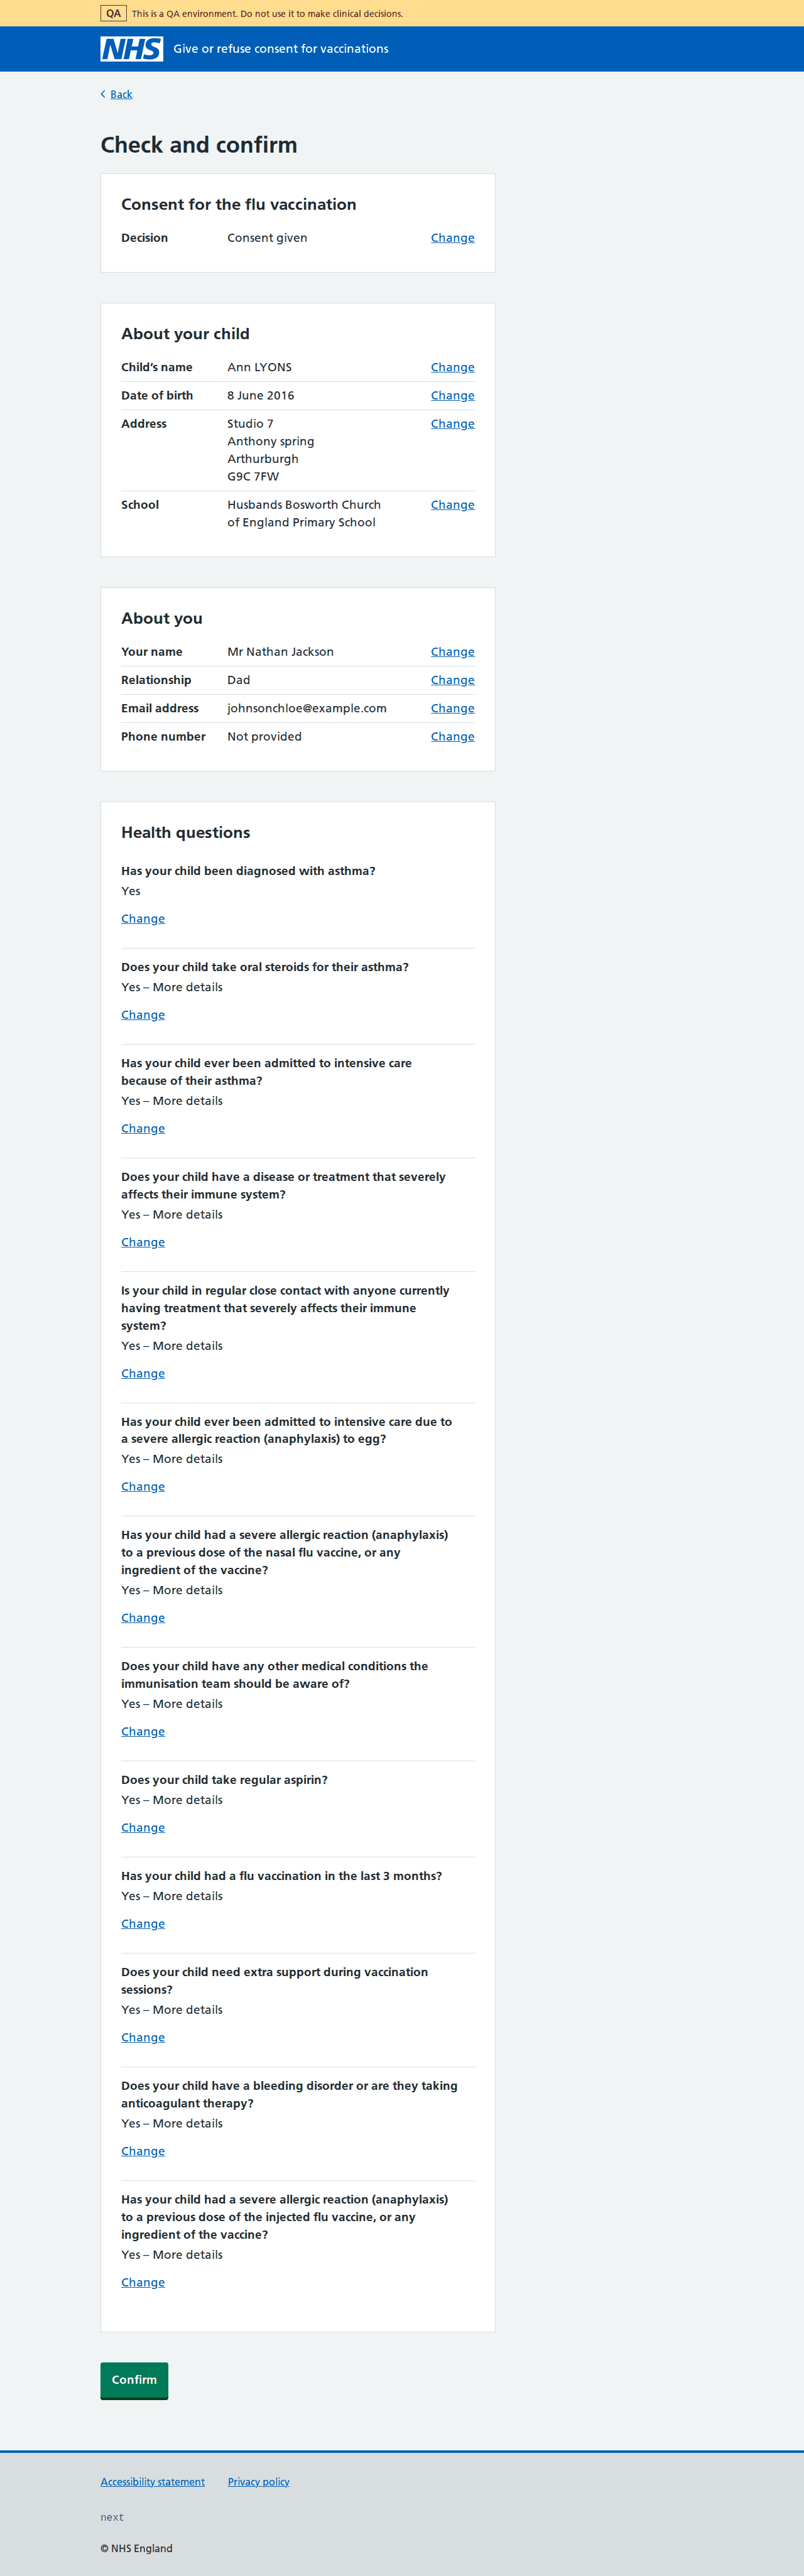 QA This is a QA environment. Do not use it to make clinical decisions.
NHS Give or refuse consent for vaccinations
Back
Check and confirm
Consent for the flu vaccination
Decision Consent given Change
About your child
Child’s name Ann LYONS Change
Date of birth 8 June 2016 Change
Address Studio 7 Change
Anthony spring
Arthurburgh
G9C 7FW
School Husbands Bosworth Church Change
of England Primary School
About you
Your name Mr Nathan Jackson Change
Relationship Dad Change
Email address johnsonchloe@example.com Change
Phone number Not provided Change
Health questions
Has your child been diagnosed with asthma?
Yes
Change
Does your child take oral steroids for their asthma?
Yes – More details
Change
Has your child ever been admitted to intensive care
because of their asthma?
Yes – More details
Change
Does your child have a disease or treatment that severely
affects their immune system?
Yes – More details
Change
Is your child in regular close contact with anyone currently
having treatment that severely affects their immune
system?
Yes – More details
Change
Has your child ever been admitted to intensive care due to
a severe allergic reaction (anaphylaxis) to egg?
Yes – More details
Change
Has your child had a severe allergic reaction (anaphylaxis)
to a previous dose of the nasal flu vaccine, or any
ingredient of the vaccine?
Yes – More details
Change
Does your child have any other medical conditions the
immunisation team should be aware of?
Yes – More details
Change
Does your child take regular aspirin?
Yes – More details
Change
Has your child had a flu vaccination in the last 3 months?
Yes – More details
Change
Does your child need extra support during vaccination
sessions?
Yes – More details
Change
Does your child have a bleeding disorder or are they taking
anticoagulant therapy?
Yes – More details
Change
Has your child had a severe allergic reaction (anaphylaxis)
to a previous dose of the injected flu vaccine, or any
ingredient of the vaccine?
Yes – More details
Change
Confirm
Accessibility statement Privacy policy
next
© NHS England